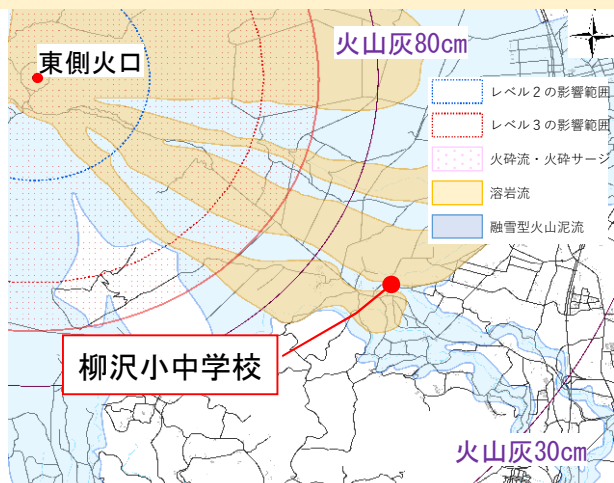 火山灰80cm
東側火口
レベル２の影響範囲
レベル３の影響範囲
火砕流・火砕サージ
溶岩流
融雪型火山泥流
柳沢小中学校
火山灰30cm